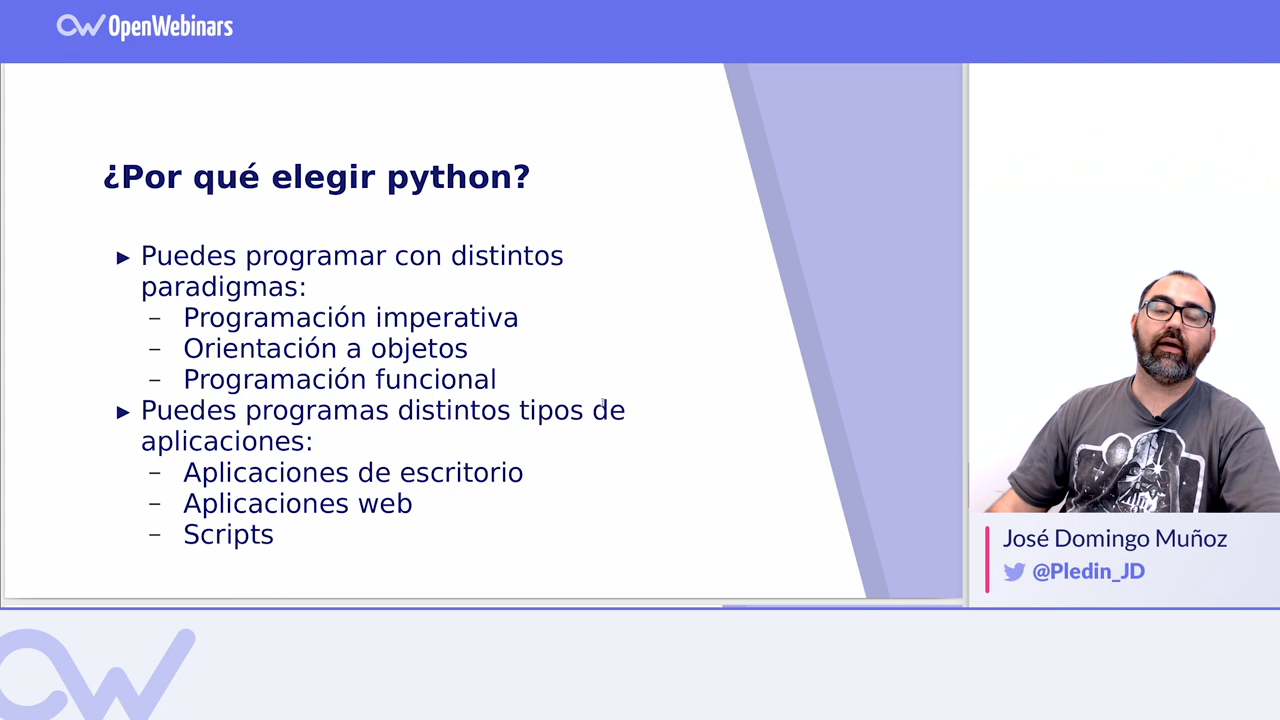 OpenWebinars
¿Por qué elegir python?
▸ Puedes programar con distintos
paradigmas:
– Programación imperativa
– Orientación a objetos
– Programación funcional
▸ Puedes programas distintos tipos de
aplicaciones:
– Aplicaciones de escritorio
– Aplicaciones web
– Scripts
José Domingo Muñoz
@Pledin_JD